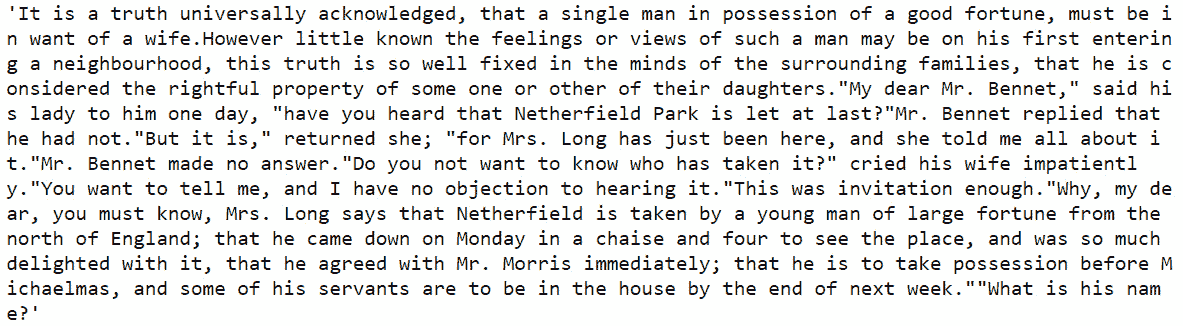 'It is a truth universally acknowledged, that a single man in possession of a good fortune, must be i
n want of a wife.However little known the feelings or views of such a man may be on his first enterin
g a neighbourhood, this truth is so well fixed in the minds of the surrounding families, that he is c
onsidered the rightful property of some one or other of their daughters."My dear Mr. Bennet," said hi
s lady to him one day, "have you heard that Netherfield Park is let at last?"Mr. Bennet replied that
he had not."But it is," returned she; "for Mrs. Long has just been here, and she told me all about i
t."Mr. Bennet made no answer."Do you not want to know who has taken it?" cried his wife impatientl
y."You want to tell me, and I have no objection to hearing it."This was invitation enough."Why, my de
ar, you must know, Mrs. Long says that Netherfield is taken by a young man of large fortune from the
north of England; that he came down on Monday in a chaise and four to see the place, and was so much
delighted with it, that he agreed with Mr. Morris immediately; that he is to take possession before M
ichaelmas, and some of his servants are to be in the house by the end of next week.""What is his nam
e?'